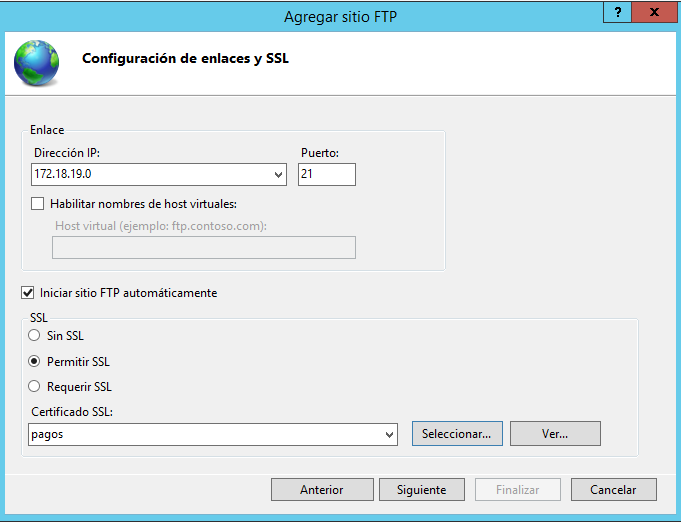 Agregar sitio FTP
?
x
Configuración de enlaces y SSL
Enlace
Dirección IP:
Puerto:
172.18.19.0
21
Habilitar nombres de host virtuales:
Host virtual (ejemplo: ftp.contoso.com):
Iniciar sitio FTP automáticamente
SSL
Sin SSL
Permitir SSL
Requerir SSL
Certificado SSL:
pagos
Seleccionar...
Ver...
Anterior
Siguiente
Finalizar
Cancelar